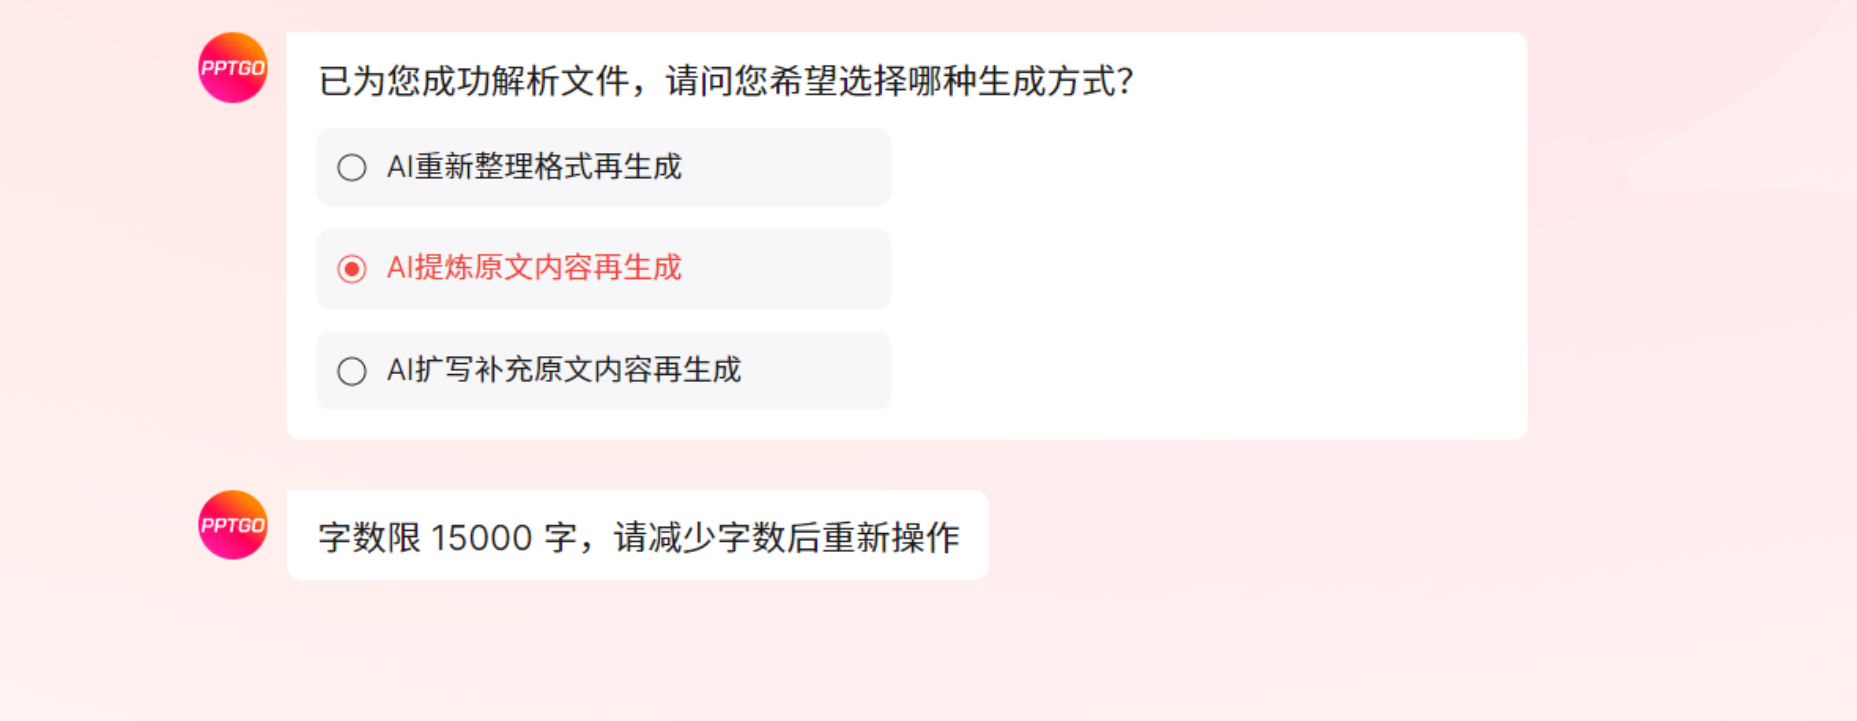 PPTGO
已为您成功解析文件，请问您希望选择哪种生成方式？
AI重新整理格式再生成
AI提炼原文内容再生成
AI扩写补充原文内容再生成
PPTGO
字数限 15000 字，请减少字数后重新操作